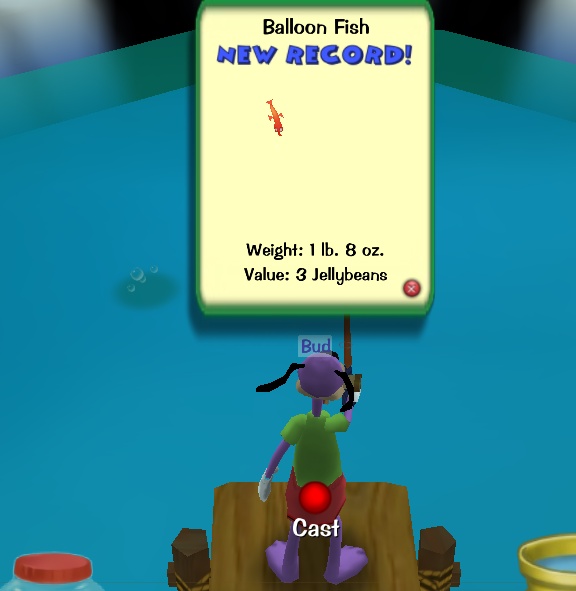 Balloon Fish
NEW RECORD!
Weight: 1 lb. 8 oz.
Value: 3 Jellybeans
Bud
Cast